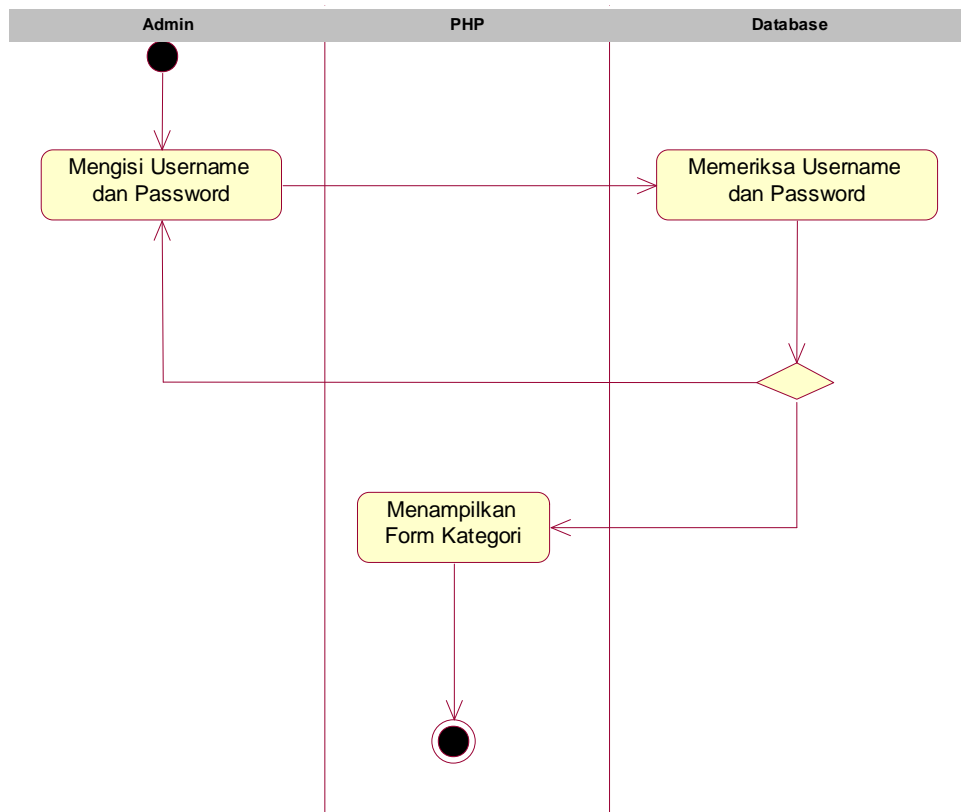 Admin
PHP
Database
Mengisi Username
dan Password
Memeriksa Username
dan Password
Menampilkan
Form Kategori